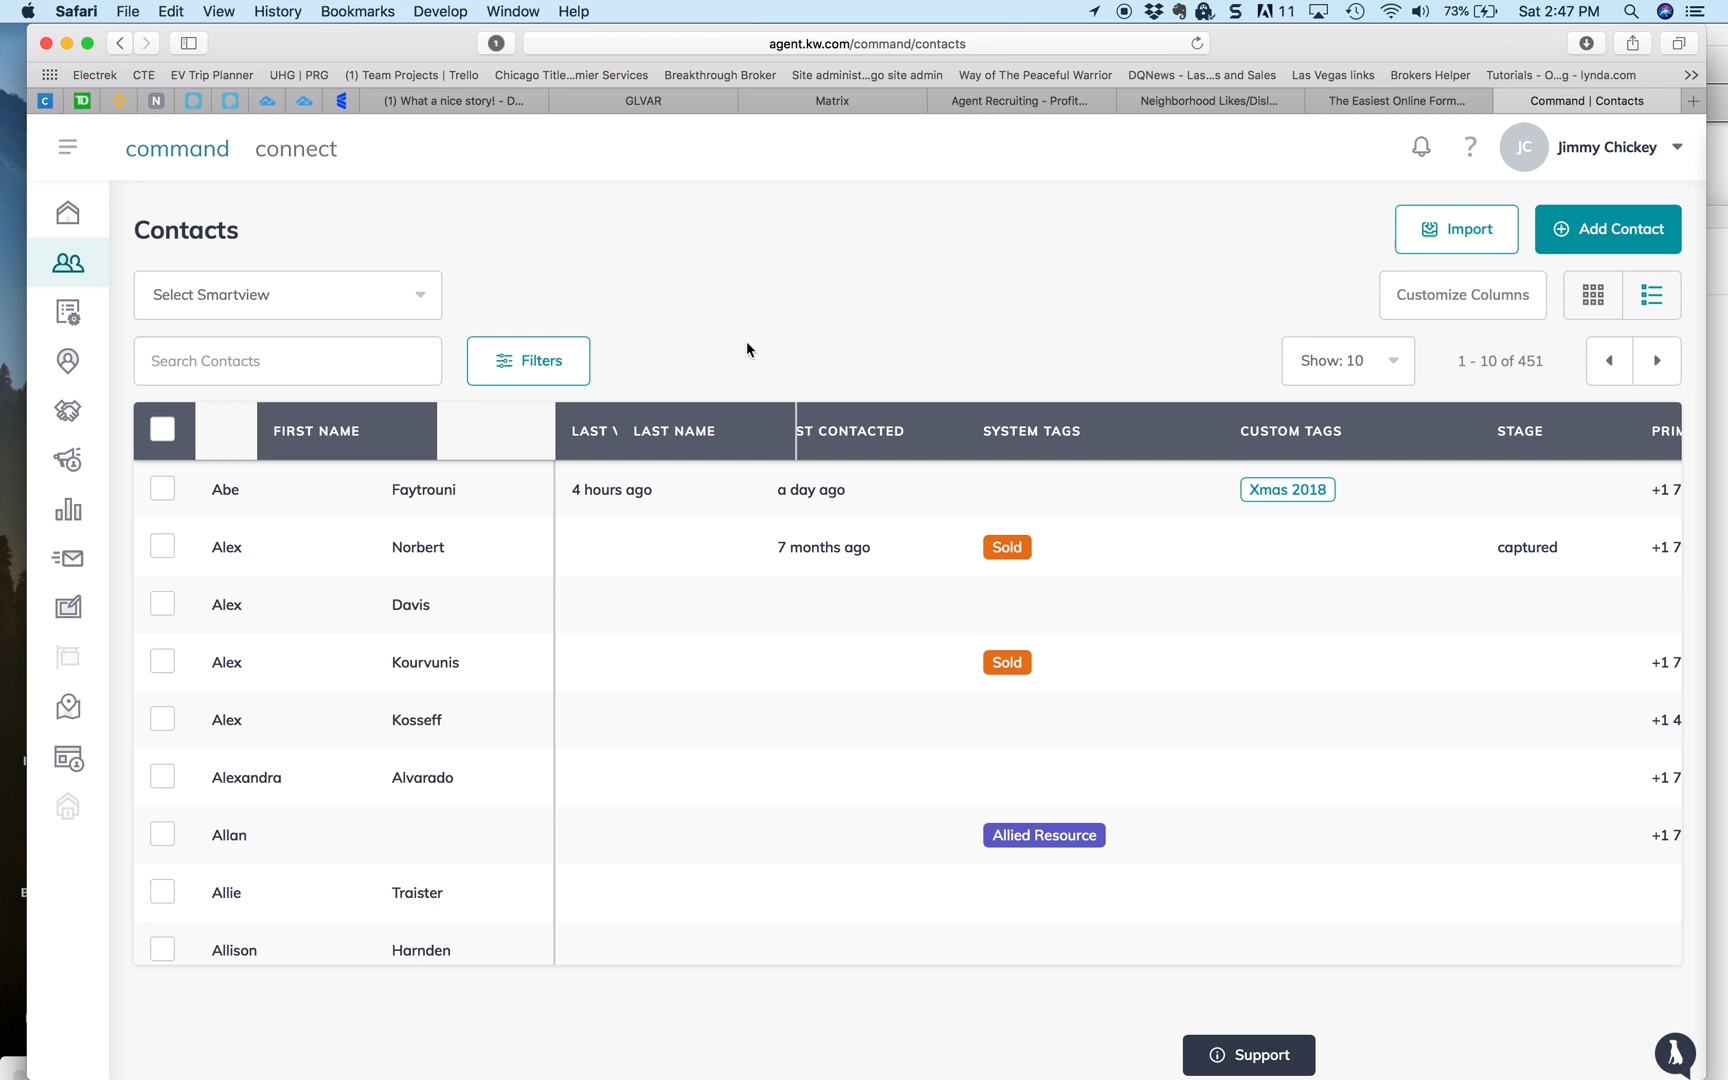 Safari File Edit View History Bookmarks Develop Window Help
11 73% Sat 2:47 PM
1
agent.kw.com/command/contacts
Electrek CTE EV Trip Planner UHG | PRG (1) Team Projects | Trello Chicago Title...mier Services Breakthrough Broker Site administ...go site admin Way of The Peaceful Warrior DQNews - Las...s and Sales Las Vegas links Brokers Helper Tutorials - O...g - lynda.com >>
C TD N (1) What a nice story! - D... GLVAR Matrix Agent Recruiting - Profit... Neighborhood Likes/Disl... The Easiest Online Form... Command | Contacts +
command connect
? JC Jimmy Chickey
Contacts
Import Add Contact
Select Smartview
Customize Columns
Search Contacts Filters
Show: 10 1 - 10 of 451
FIRST NAME LAST \ LAST NAME ST CONTACTED SYSTEM TAGS CUSTOM TAGS STAGE PRIM
Abe Faytrouni 4 hours ago a day ago Xmas 2018 +1 7
Alex Norbert 7 months ago Sold captured +1 7
Alex Davis
Alex Kourvunis Sold +1 7
Alex Kosseff +1 4
Alexandra Alvarado +1 7
Allan Allied Resource +1 7
Allie Traister
Allison Harnden
Support